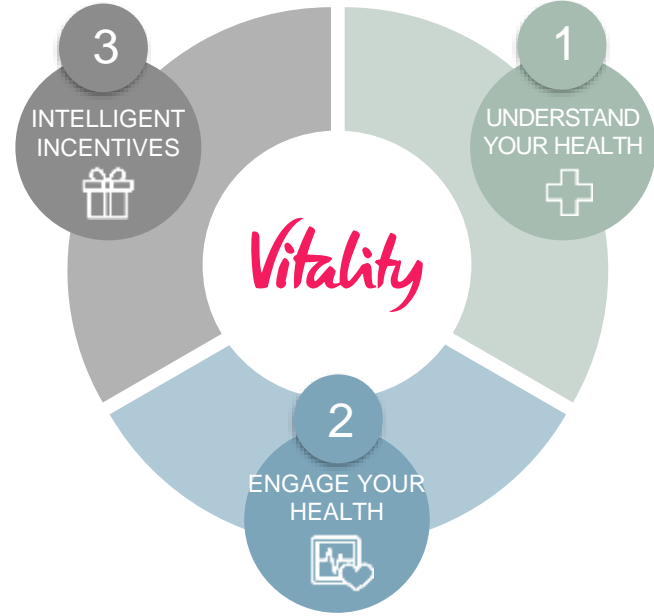 3
INTELLIGENT
INCENTIVES
1
UNDERSTAND
YOUR HEALTH
Vitality
2
ENGAGE YOUR
HEALTH